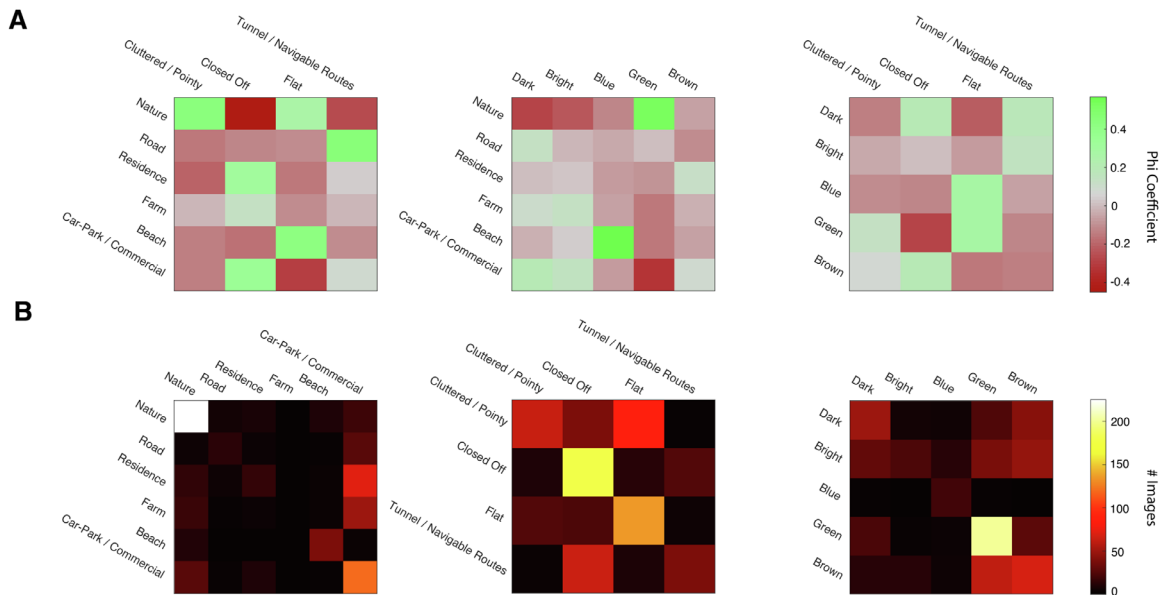 A
Cluttered / Pointy
Closed Off
Flat
Tunnel / Navigable Routes
Nature
Road
Residence
Farm
Beach
Car-Park / Commercial
Dark
Bright
Blue
Green
Brown
Cluttered / Pointy
Closed Off
Flat
Tunnel / Navigable Routes
Nature
Road
Residence
Farm
Beach
Car-Park / Commercial
Dark
Bright
Blue
Green
Brown
0.4
0.2
0
-0.2
-0.4
Phi Coefficient
B
Nature
Road
Residence
Farm
Beach
Car-Park / Commercial
Nature
Road
Residence
Farm
Beach
Car-Park / Commercial
Cluttered / Pointy
Closed Off
Flat
Tunnel / Navigable Routes
Cluttered / Pointy
Closed Off
Flat
Tunnel / Navigable Routes
Dark
Bright
Blue
Green
Brown
Dark
Bright
Blue
Green
Brown
200
150
100
50
0
# Images